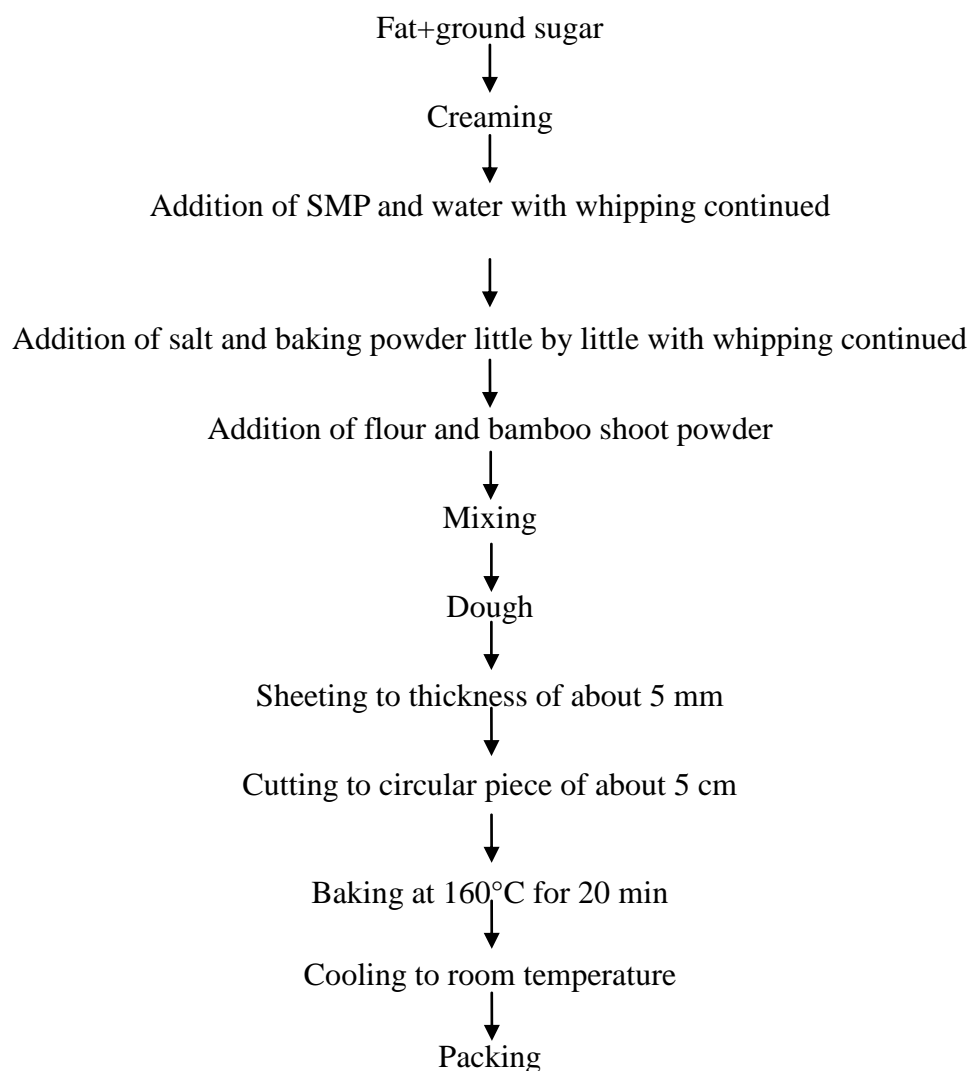 Fat+ground sugar
Creaming
Addition of SMP and water with whipping continued
Addition of salt and baking powder little by little with whipping continued
Addition of flour and bamboo shoot powder
Mixing
Dough
Sheeting to thickness of about 5 mm
Cutting to circular piece of about 5 cm
Baking at 160°C for 20 min
Cooling to room temperature
Packing